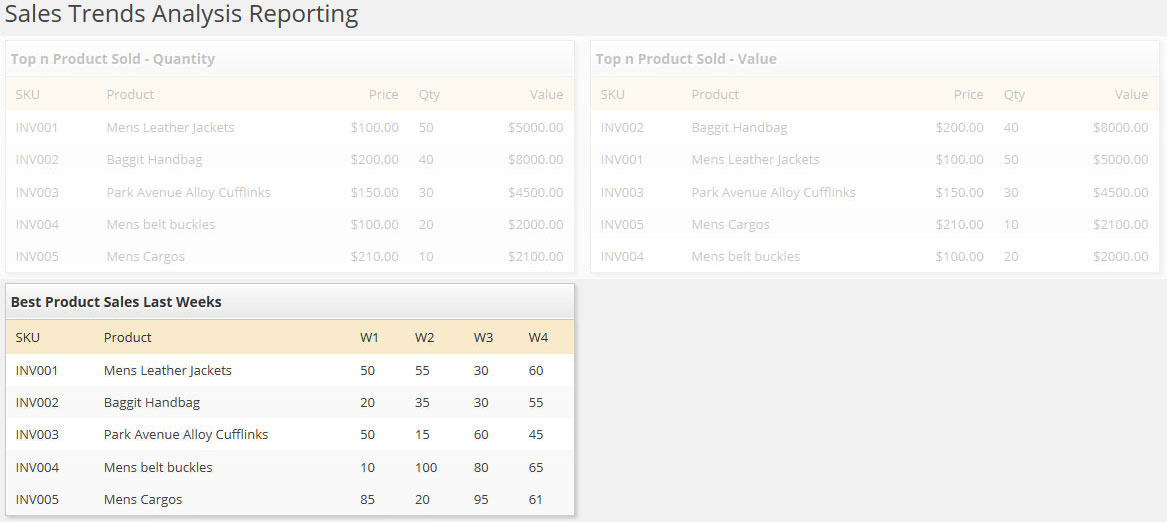 Sales Trends Analysis Reporting
Top n Product Sold - Quantity
SKU Product Price Qty Value
INV001 Mens Leather Jackets $100.00 50 $5000.00
INV002 Baggit Handbag $200.00 40 $8000.00
INV003 Park Avenue Alloy Cufflinks $150.00 30 $4500.00
INV004 Mens belt buckles $100.00 20 $2000.00
INV005 Mens Cargos $210.00 10 $2100.00
Top n Product Sold - Value
SKU Product Price Qty Value
INV002 Baggit Handbag $200.00 40 $8000.00
INV001 Mens Leather Jackets $100.00 50 $5000.00
INV003 Park Avenue Alloy Cufflinks $150.00 30 $4500.00
INV005 Mens Cargos $210.00 10 $2100.00
INV004 Mens belt buckles $100.00 20 $2000.00
Best Product Sales Last Weeks
SKU Product W1 W2 W3 W4
INV001 Mens Leather Jackets 50 55 30 60
INV002 Baggit Handbag 20 35 30 55
INV003 Park Avenue Alloy Cufflinks 50 15 60 45
INV004 Mens belt buckles 10 100 80 65
INV005 Mens Cargos 85 20 95 61